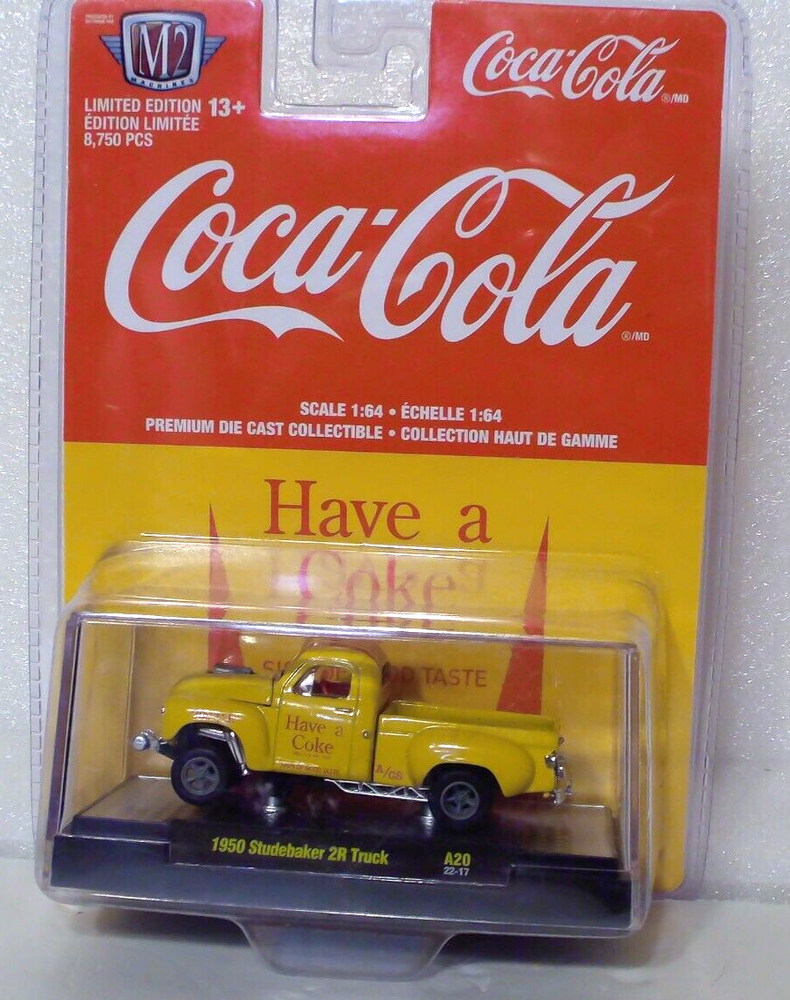 M2
MACHINES
LIMITED EDITION 13+
ÉDITION LIMITÉE
8,750 PCS
Coca-Cola ®/MD
Coca-Cola ®/MD
SCALE 1:64 • ÉCHELLE 1:64
PREMIUM DIE CAST COLLECTIBLE • COLLECTION HAUT DE GAMME
Have a
Coke
TASTE
Have a
Coke
A/GS
1950 Studebaker 2R Truck A20
22-17